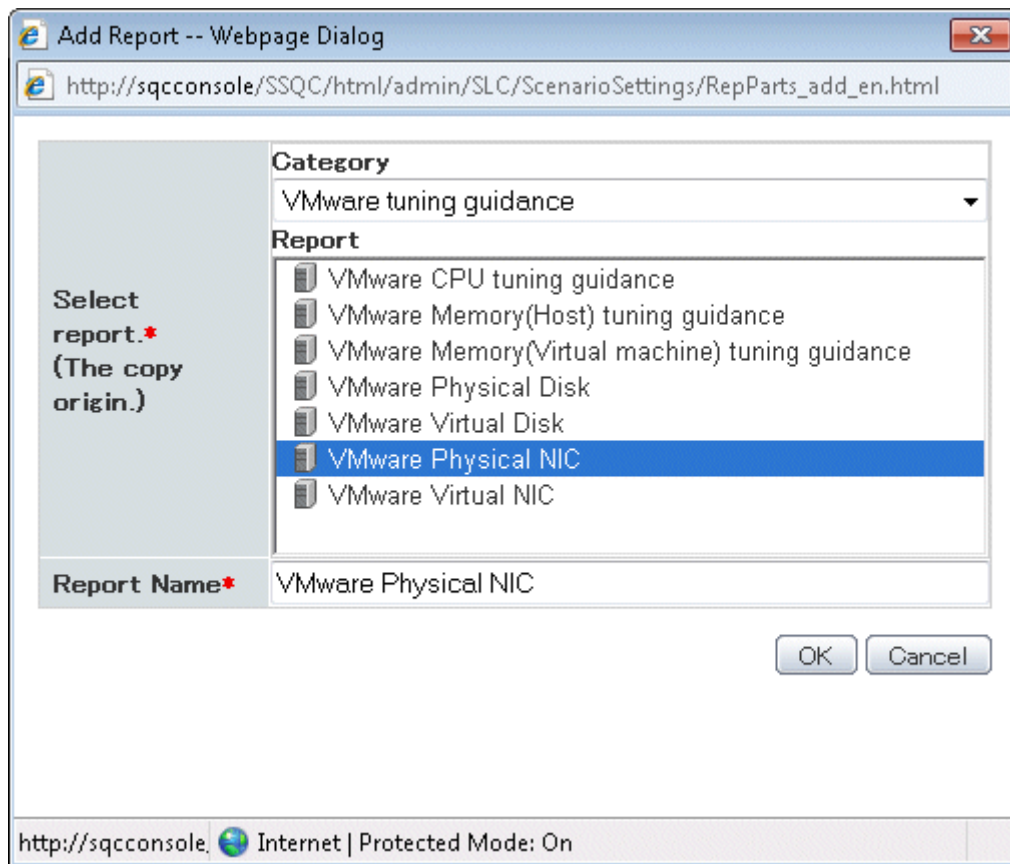 Add Report -- Webpage Dialog
http://sqcconsole/SSQC/html/admin/SLC/ScenarioSettings/RepParts_add_en.html
Select
report.*
(The copy
origin.)
Category
VMware tuning guidance
Report
VMware CPU tuning guidance
VMware Memory(Host) tuning guidance
VMware Memory(Virtual machine) tuning guidance
VMware Physical Disk
VMware Virtual Disk
VMware Physical NIC
VMware Virtual NIC
Report Name* VMware Physical NIC
OK Cancel
http://sqcconsole, Internet | Protected Mode: On